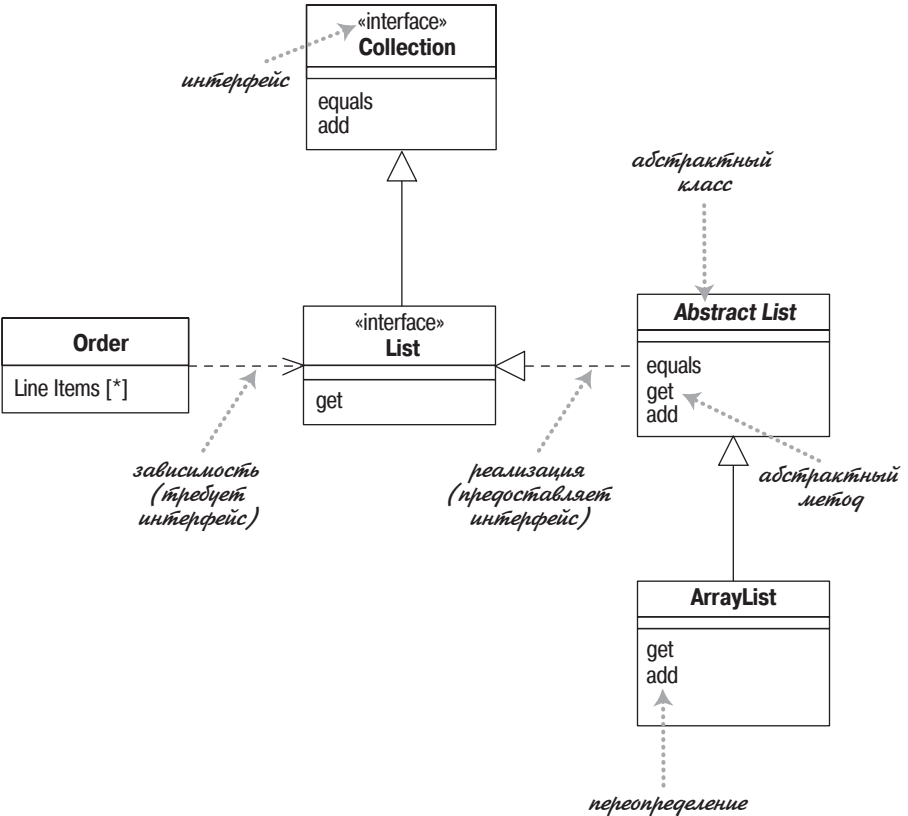 «interface»
Collection
интерфейс
equals
add
абстрактный
класс
Order
Line Items [*]
«interface»
List
get
Abstract List
equals
get
add
зависимость
(требует
интерфейс)
реализация
(предоставляет
интерфейс)
абстрактный
метод
ArrayList
get
add
переопределение